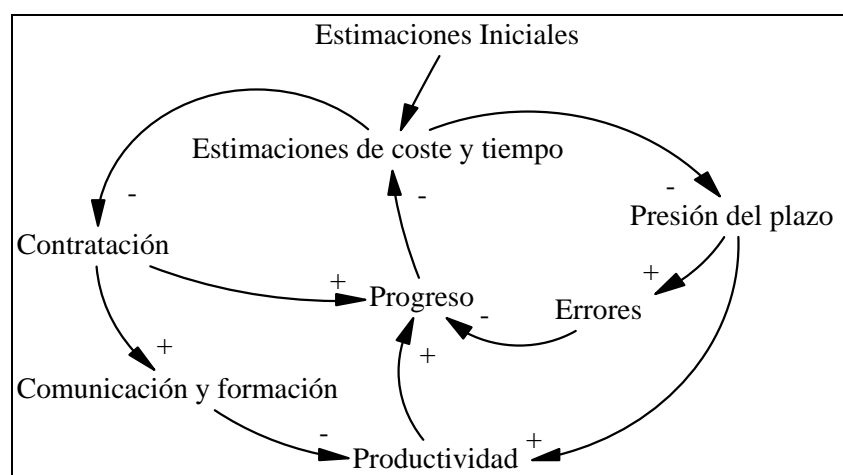 Estimaciones Iniciales
Estimaciones de coste y tiempo
-
-
-
Presión del plazo
Contratación
+
Progreso
+
Errores
-
+
+
Comunicación y formación
-
Productividad
+